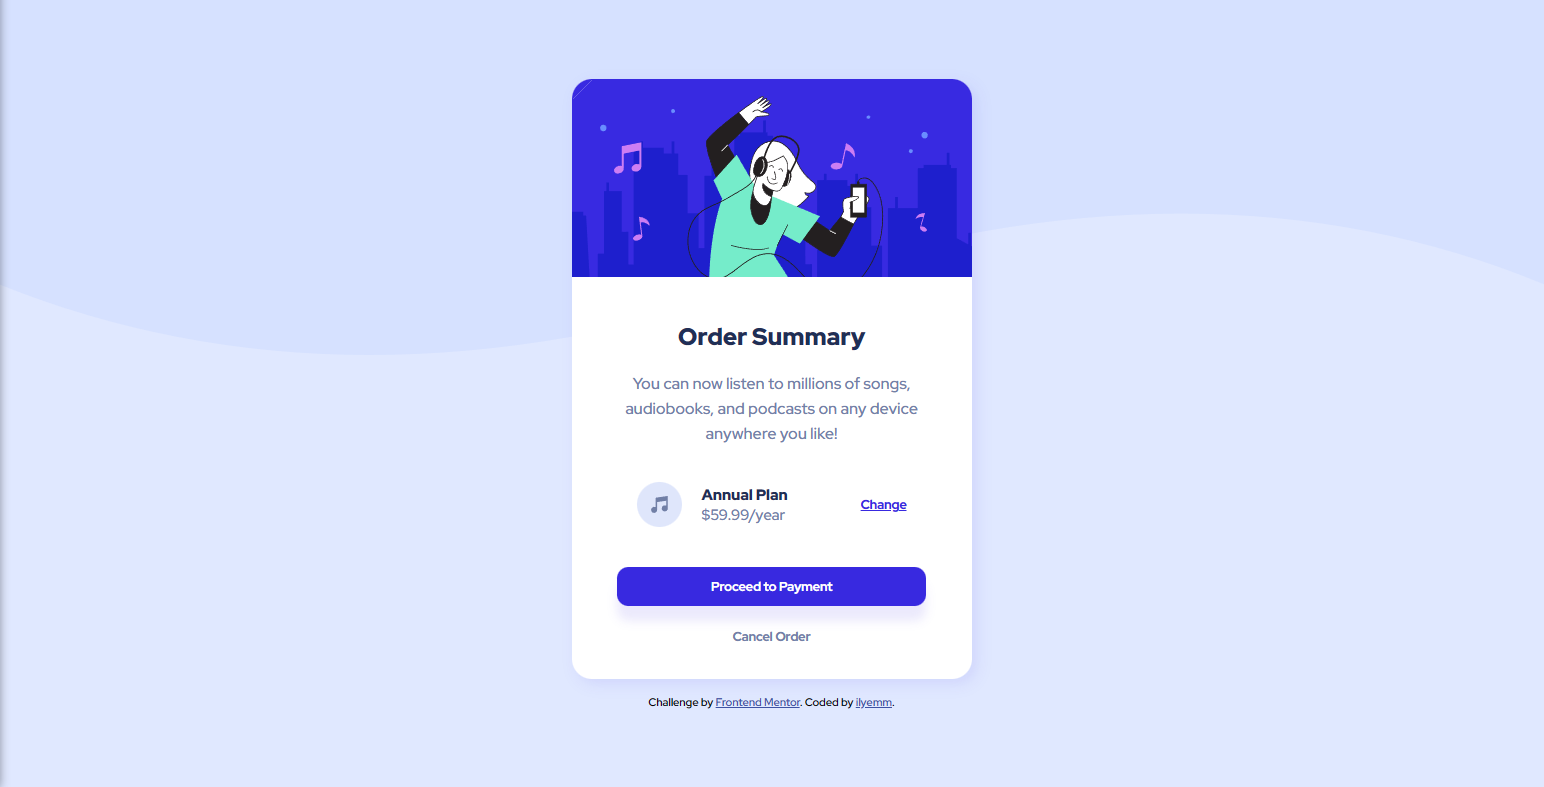 Order Summary
You can now listen to millions of songs,
audiobooks, and podcasts on any device
anywhere you like!
Annual Plan
$59.99/year
Change
Proceed to Payment
Cancel Order
Challenge by Frontend Mentor. Coded by ilyemm.